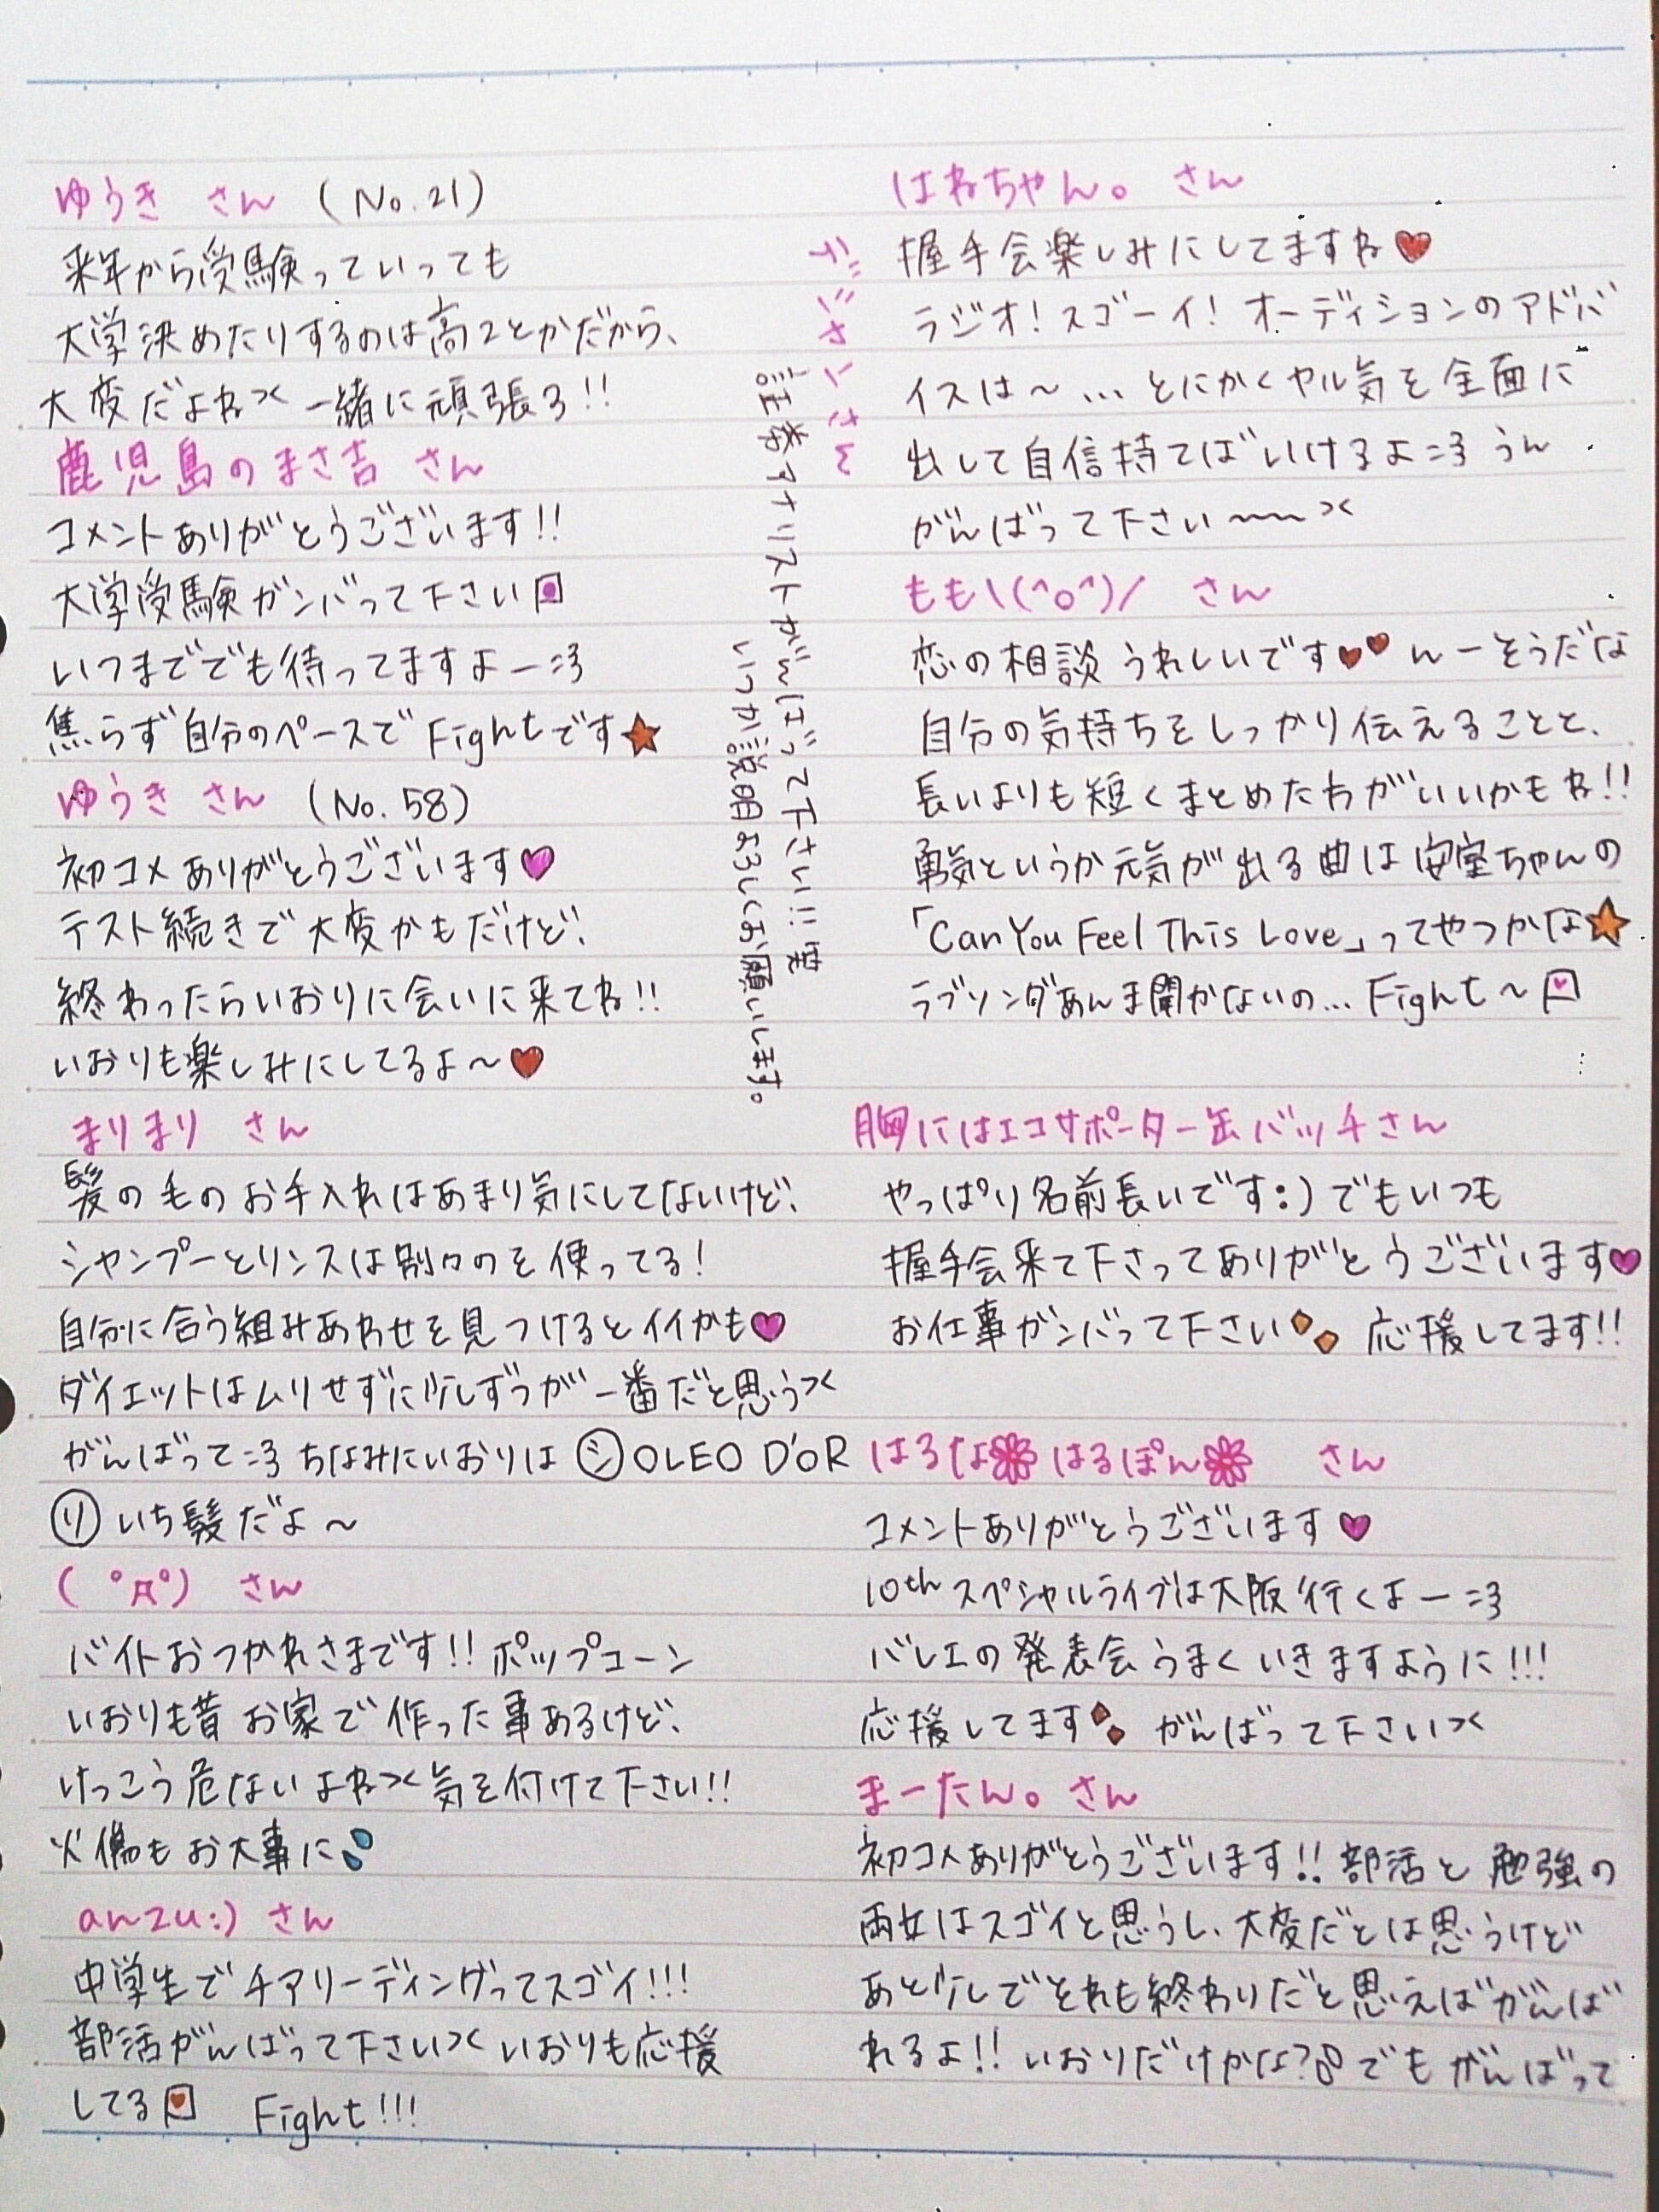 ゆうき さん (No.21)
来年から受験っていっても
大学決めたりするのは高2とかだから、
大変だよね〤 一緒に頑張ろ!!
鹿児島のまさ吉 さん
コメントありがとうございます!!
大学受験ガンバって下さい
いつまででも待ってますよー=3
焦らず自分のペースでFightです★
ゆうき さん (No.58)
初コメありがとうございます♥
テスト続きで大変かもだけど、
終わったらいおりに会いに来てね!!
いおりも楽しみにしてるよ〜♥
まりまり さん
髪の毛のお手入れはあまり気にしてないけど、
シャンプーとリンスは別々のを使ってる!
自分に合う組みあわせを見つけるとイイかも♥
ダイエットはムリせずに少しずつが一番だと思う〤
がんばって=3 ちなみにいおりは ㋛OLEO D'OR
㋷いち髪だよ〜
( ゜Д゜) さん
バイトおつかれさまです!! ポップコーン
いおりも昔お家で作った事あるけど、
けっこう危ないよね〤気を付けて下さい!!
火傷もお大事に
anzu:) さん
中学生でチアリーディングってスゴイ!!!
部活がんばって下さい〤 いおりも応援
してる Fight!!!
さいさん
証券アナリストがんばって下さい!!
いつか説明よろしくお願いします。
はねちゃん。 さん
握手会楽しみにしてますね♥
ラジオ!スゴーイ! オーディションのアドバ
イスは〜... とにかくヤル気を全面に
出して自信持てばいけるよ=3 うん
がんばって下さい〜〜〤
もも\(^o^)/ さん
恋の相談うれしいです♥♥ んーそうだな
自分の気持ちをしっかり伝えることと、
長いよりも短くまとめた方がいいかもね!!
勇気というか元気が出る曲は安室ちゃんの
「Can You Feel This Love」ってやつかな★
ラブソングあんま聞かないの... Fight〜
胸にはエコサポーター缶バッチさん
やっぱり名前長いです:) でもいつも
握手会来て下さってありがとうございます♥
お仕事ガンバって下さい 応援してます!!
はるな❀はるぽん❀ さん
コメントありがとうございます♥
10thスペシャルライブは大阪行くよー=3
バレエの発表会うまくいきますように!!!
応援してます がんばって下さい〤
まーたん。さん
初コメありがとうございます!! 部活と勉強の
両立はスゴイと思うし、大変だとは思うけど
あと少しでそれも終わりだと思えばがんば
れるよ!! いおりだけかな? でもがんばって